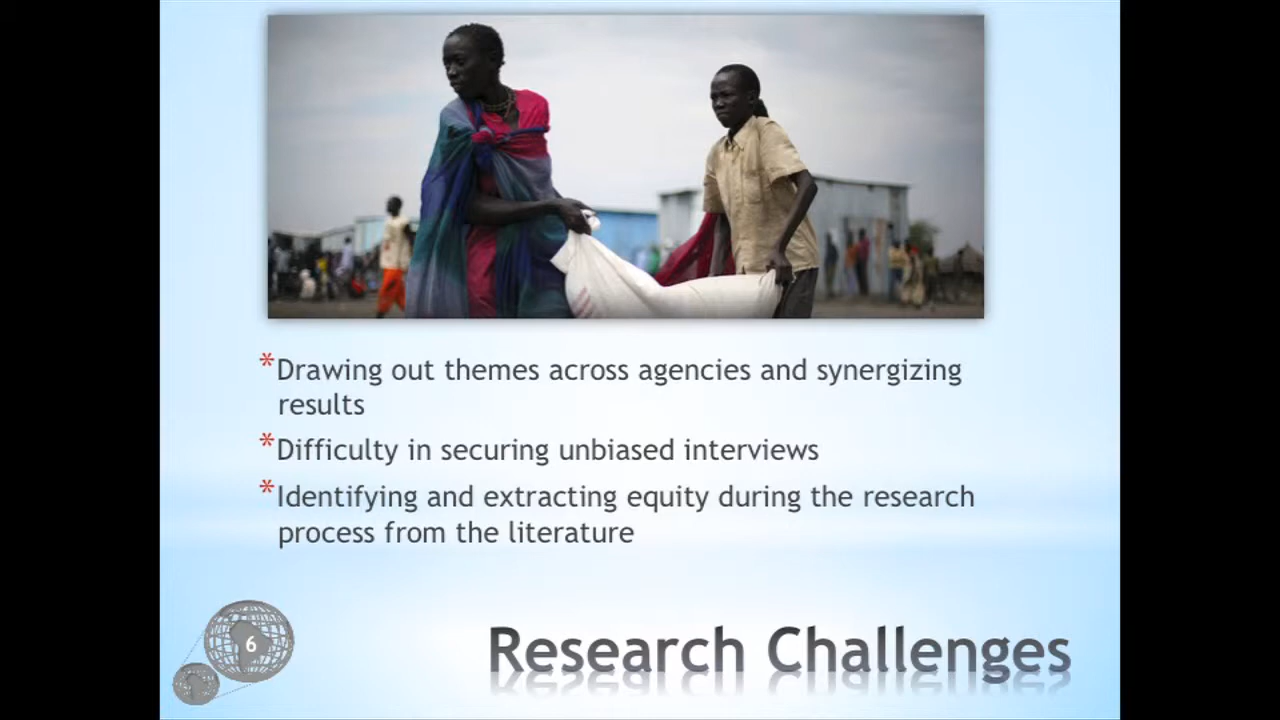 *Drawing out themes across agencies and synergizing
results
*Difficulty in securing unbiased interviews
*Identifying and extracting equity during the research
process from the literature
6
Research Challenges